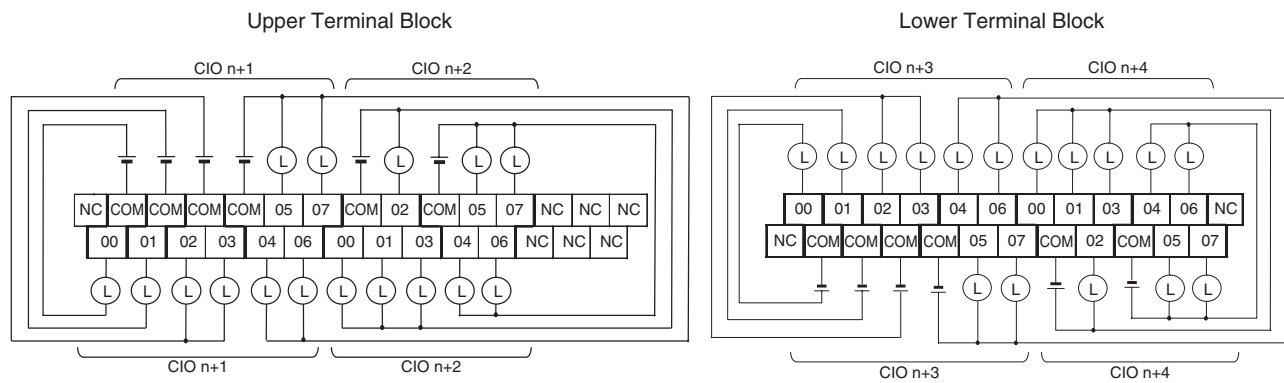 Upper Terminal Block
CIO n+1 CIO n+2
L L L L L
NC COM COM COM COM 05 07 COM 02 COM 05 07 NC NC NC
00 01 02 03 04 06 00 01 03 04 06 NC NC NC
L L L L L L L L L L L
CIO n+1 CIO n+2
Lower Terminal Block
CIO n+3 CIO n+4
L L L L L L L L L L L
00 01 02 03 04 06 00 01 03 04 06 NC
NC COM COM COM COM 05 07 COM 02 COM 05 07
L L L L L
CIO n+3 CIO n+4